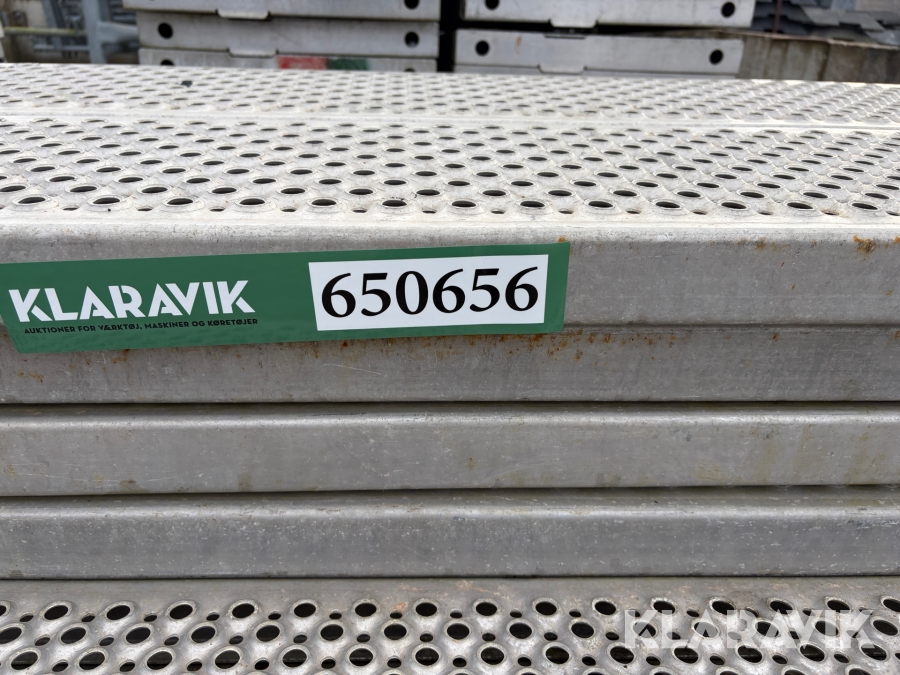 KLARAVIK
AUKTIONER FOR VÆRKTØJ, MASKINER OG KØRETØJER
650656
KLARAVIK